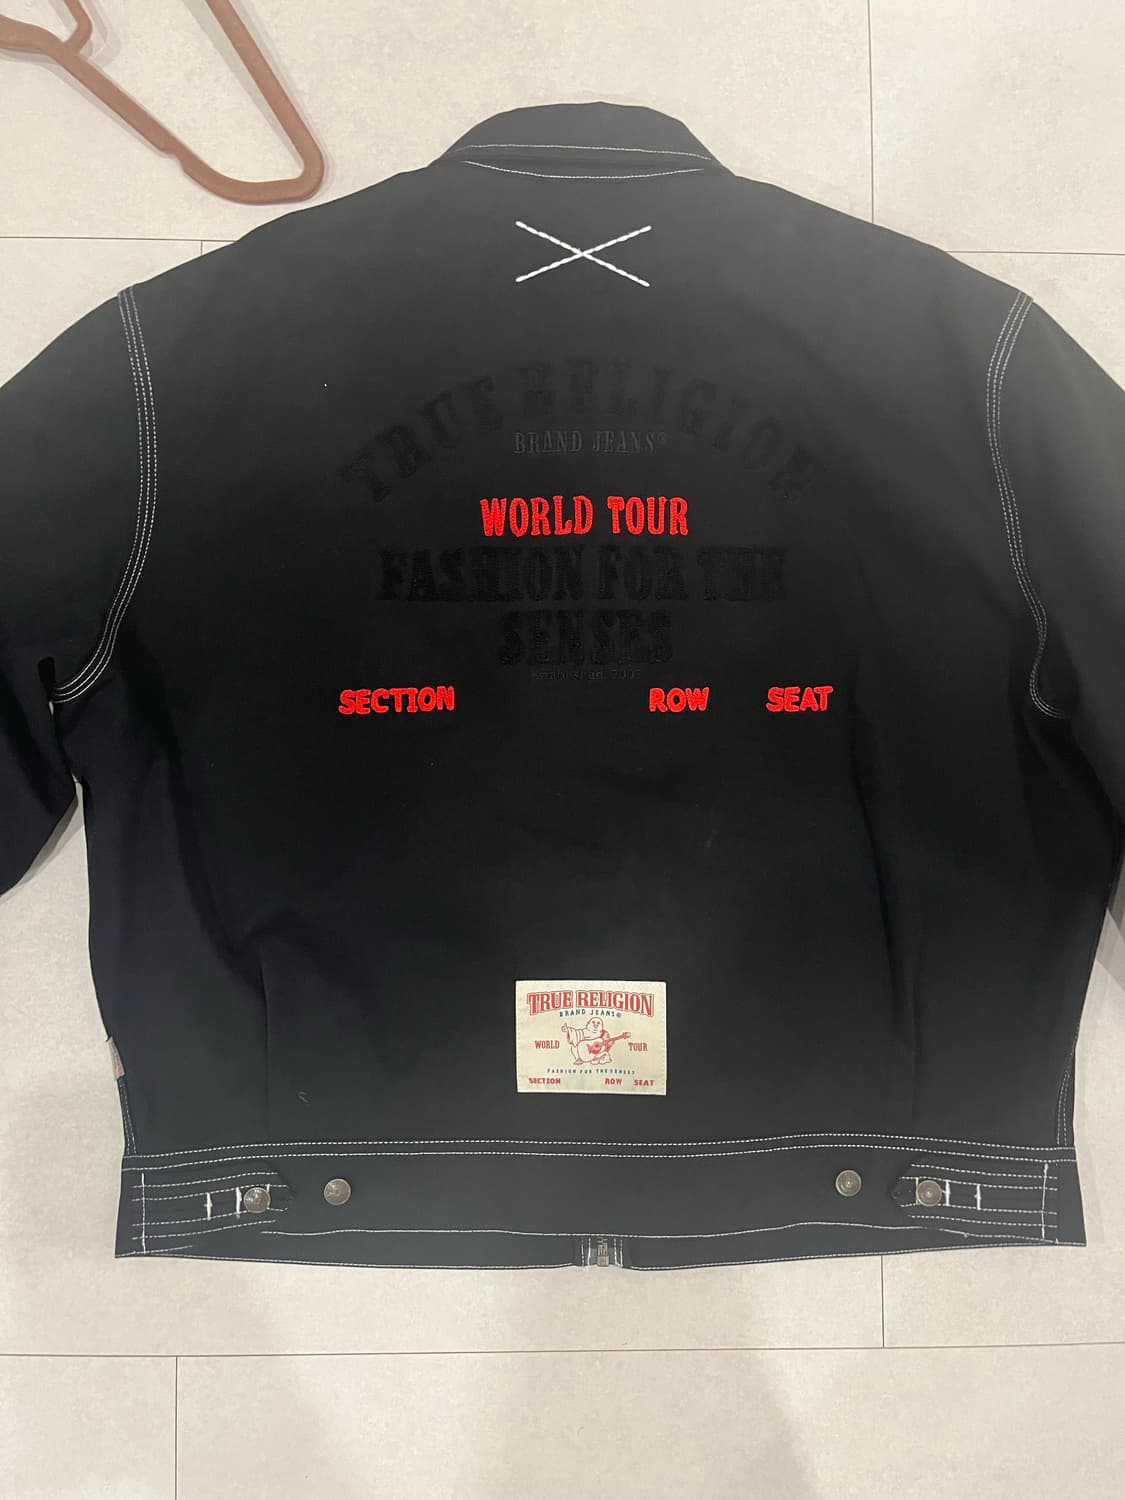 TRUE RELIGION
BRAND JEANS®
WORLD TOUR
FASHION FOR THE
SENSES
SECTION ROW SEAT
TRUE RELIGION
BRAND JEANS®
WORLD TOUR
FASHION FOR THE SENSES
SECTION ROW SEAT